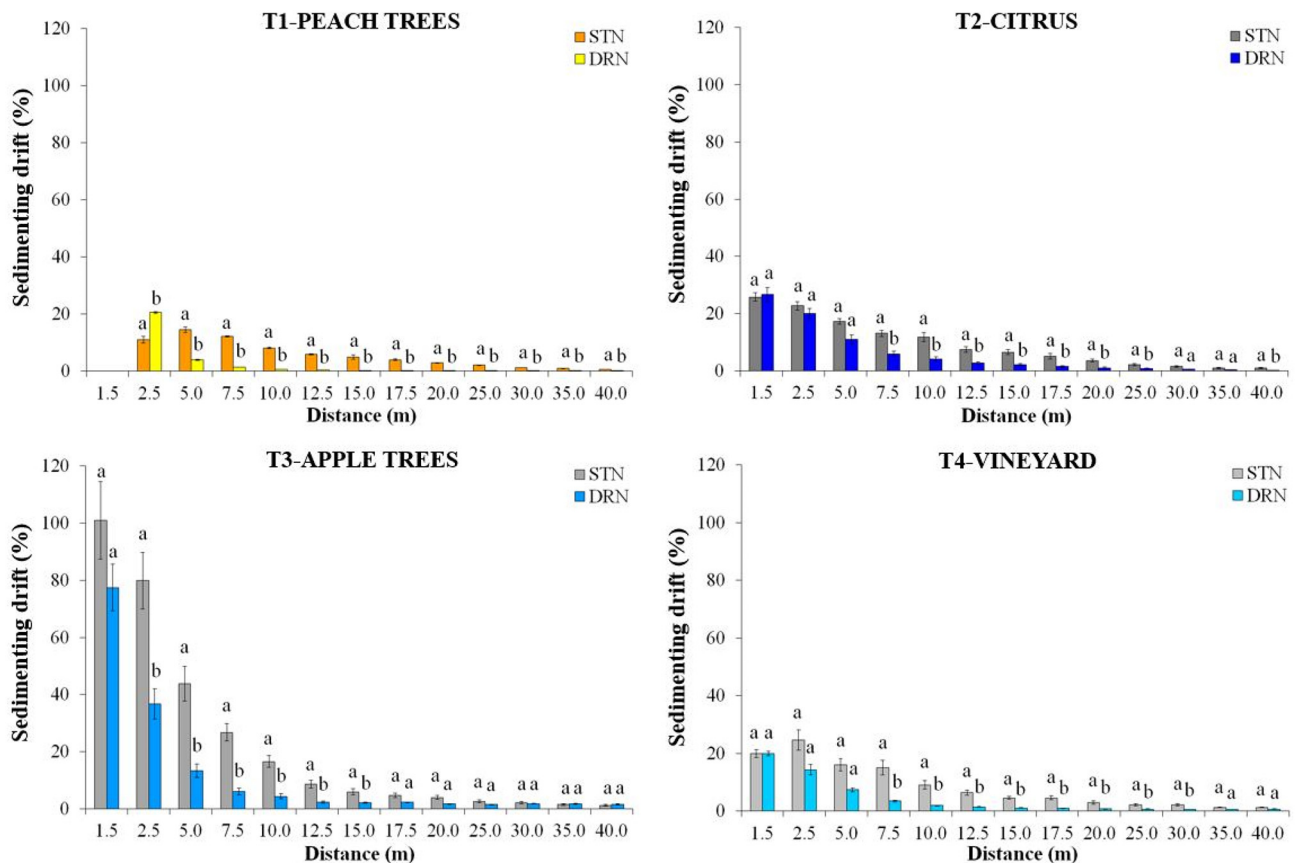 T1-PEACH TREES
STN
DRN
Sedimenting drift (%)
120
100
80
60
40
20
0
a b a b a b a b a b a b a b a b a b a b a b a b
1.5 2.5 5.0 7.5 10.0 12.5 15.0 17.5 20.0 25.0 30.0 35.0 40.0
Distance (m)
T2-CITRUS
STN
DRN
Sedimenting drift (%)
120
100
80
60
40
20
0
a a a a a a a b a b a b a b a b a b
1.5 2.5 5.0 7.5 10.0 12.5 15.0 17.5 20.0 25.0 30.0 35.0 40.0
Distance (m)
T3-APPLE TREES
STN
DRN
Sedimenting drift (%)
120
100
80
60
40
20
0
a a a b a b a b a b a b a b a a a a a a a a a a a a
1.5 2.5 5.0 7.5 10.0 12.5 15.0 17.5 20.0 25.0 30.0 35.0 40.0
Distance (m)
T4-VINEYARD
STN
DRN
Sedimenting drift (%)
120
100
80
60
40
20
0
a a a a a a a b a b a b a b a b a b
1.5 2.5 5.0 7.5 10.0 12.5 15.0 17.5 20.0 25.0 30.0 35.0 40.0
Distance (m)